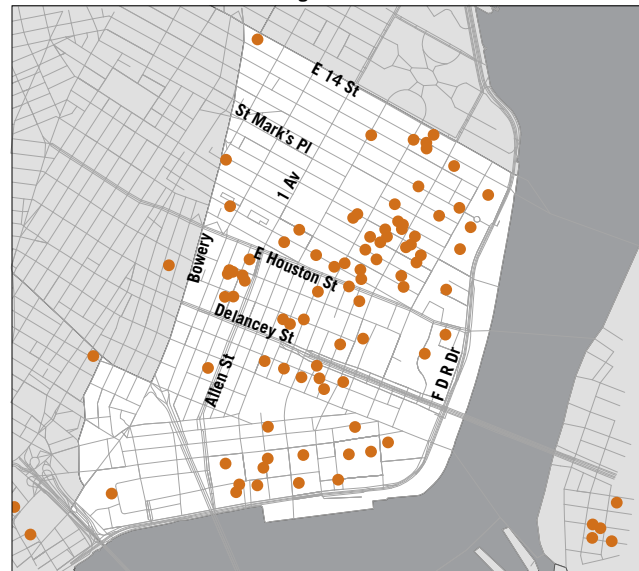 E 14 St
St Mark's Pl
1 Av
Bowery
E Houston St
Delancey St
Allen St
F D R Dr